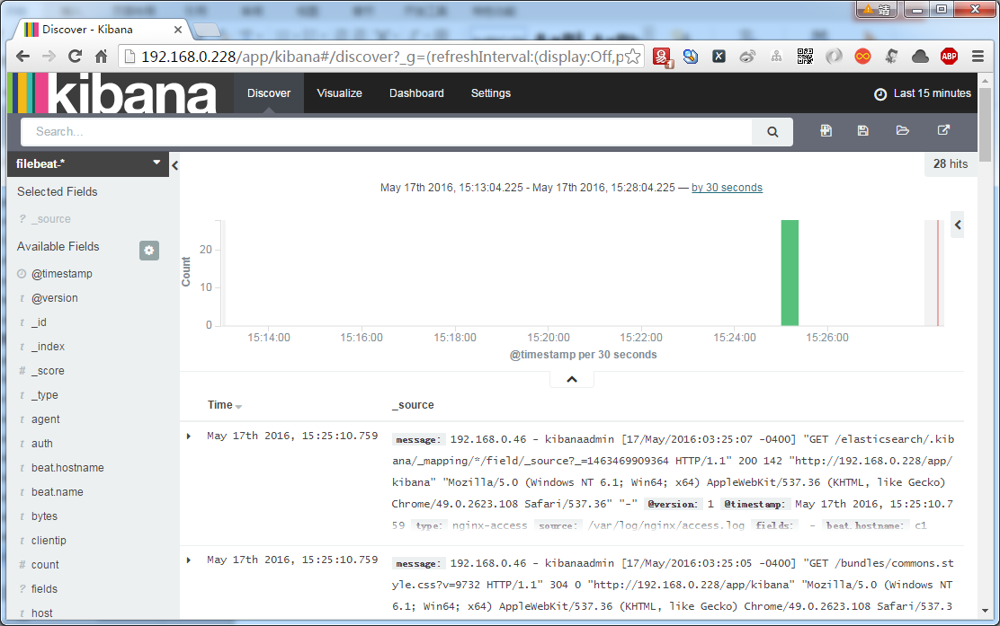 靖
Discover - Kibana
192.168.0.228/app/kibana#/discover?_g=(refreshInterval:(display:Off,p
ABP
kibana
Discover Visualize Dashboard Settings Last 15 minutes
Search...
filebeat-*
28 hits
Selected Fields
? _source
Available Fields
@timestamp
t @version
t _id
t _index
# _score
t _type
t agent
t auth
t beat.hostname
t beat.name
t bytes
t clientip
# count
? fields
t host
May 17th 2016, 15:13:04.225 - May 17th 2016, 15:28:04.225 — by 30 seconds
Count
20
10
0
15:14:00 15:16:00 15:18:00 15:20:00 15:22:00 15:24:00 15:26:00
@timestamp per 30 seconds
Time _source
May 17th 2016, 15:25:10.759
message: 192.168.0.46 - kibanaadmin [17/May/2016:03:25:07 -0400] "GET /elasticsearch/.ki
bana/_mapping/*/field/_source?_=1463469909364 HTTP/1.1" 200 142 "http://192.168.0.228/app/
kibana" "Mozilla/5.0 (Windows NT 6.1; Win64; x64) AppleWebKit/537.36 (KHTML, like Gecko)
Chrome/49.0.2623.108 Safari/537.36" "-" @version: 1 @timestamp: May 17th 2016, 15:25:10.7
59 type: nginx-access source: /var/log/nginx/access.log fields: - beat.hostname: c1
May 17th 2016, 15:25:10.759
message: 192.168.0.46 - kibanaadmin [17/May/2016:03:25:05 -0400] "GET /bundles/commons.st
yle.css?v=9732 HTTP/1.1" 304 0 "http://192.168.0.228/app/kibana" "Mozilla/5.0 (Windows NT
6.1; Win64; x64) AppleWebKit/537.36 (KHTML, like Gecko) Chrome/49.0.2623.108 Safari/537.3